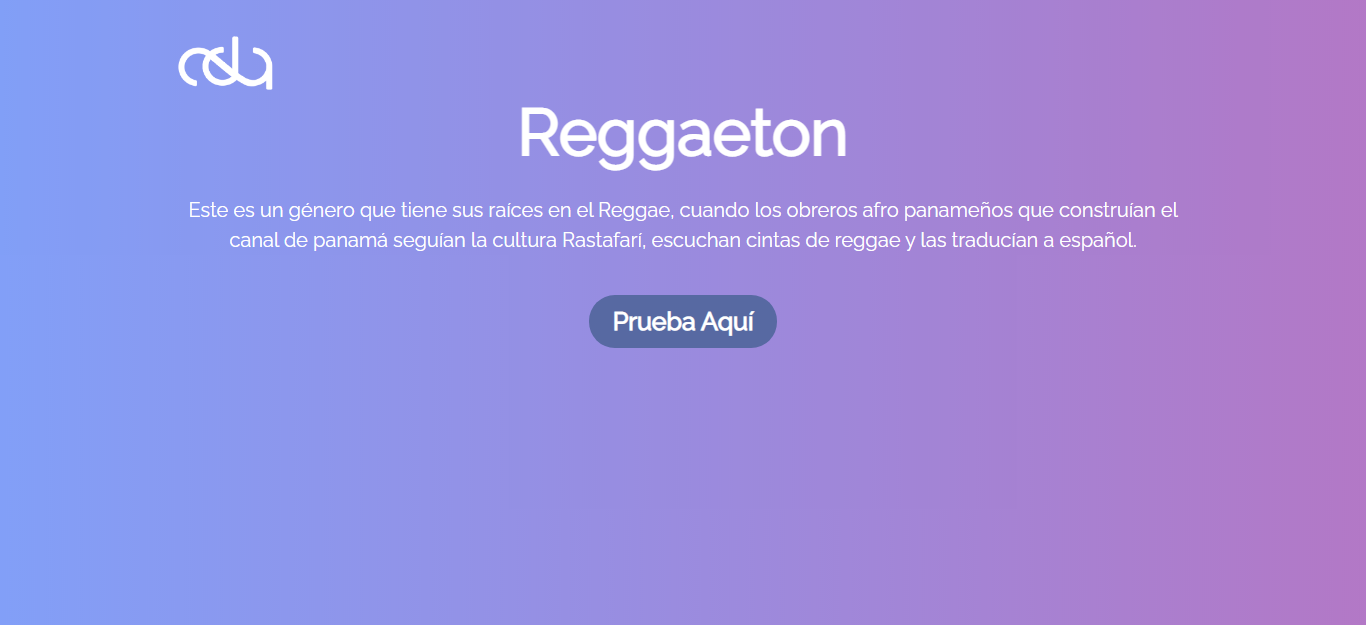 Reggaeton
Este es un género que tiene sus raíces en el Reggae, cuando los obreros afro panameños que construían el
canal de panamá seguían la cultura Rastafarí, escuchan cintas de reggae y las traducían a español.
Prueba Aquí